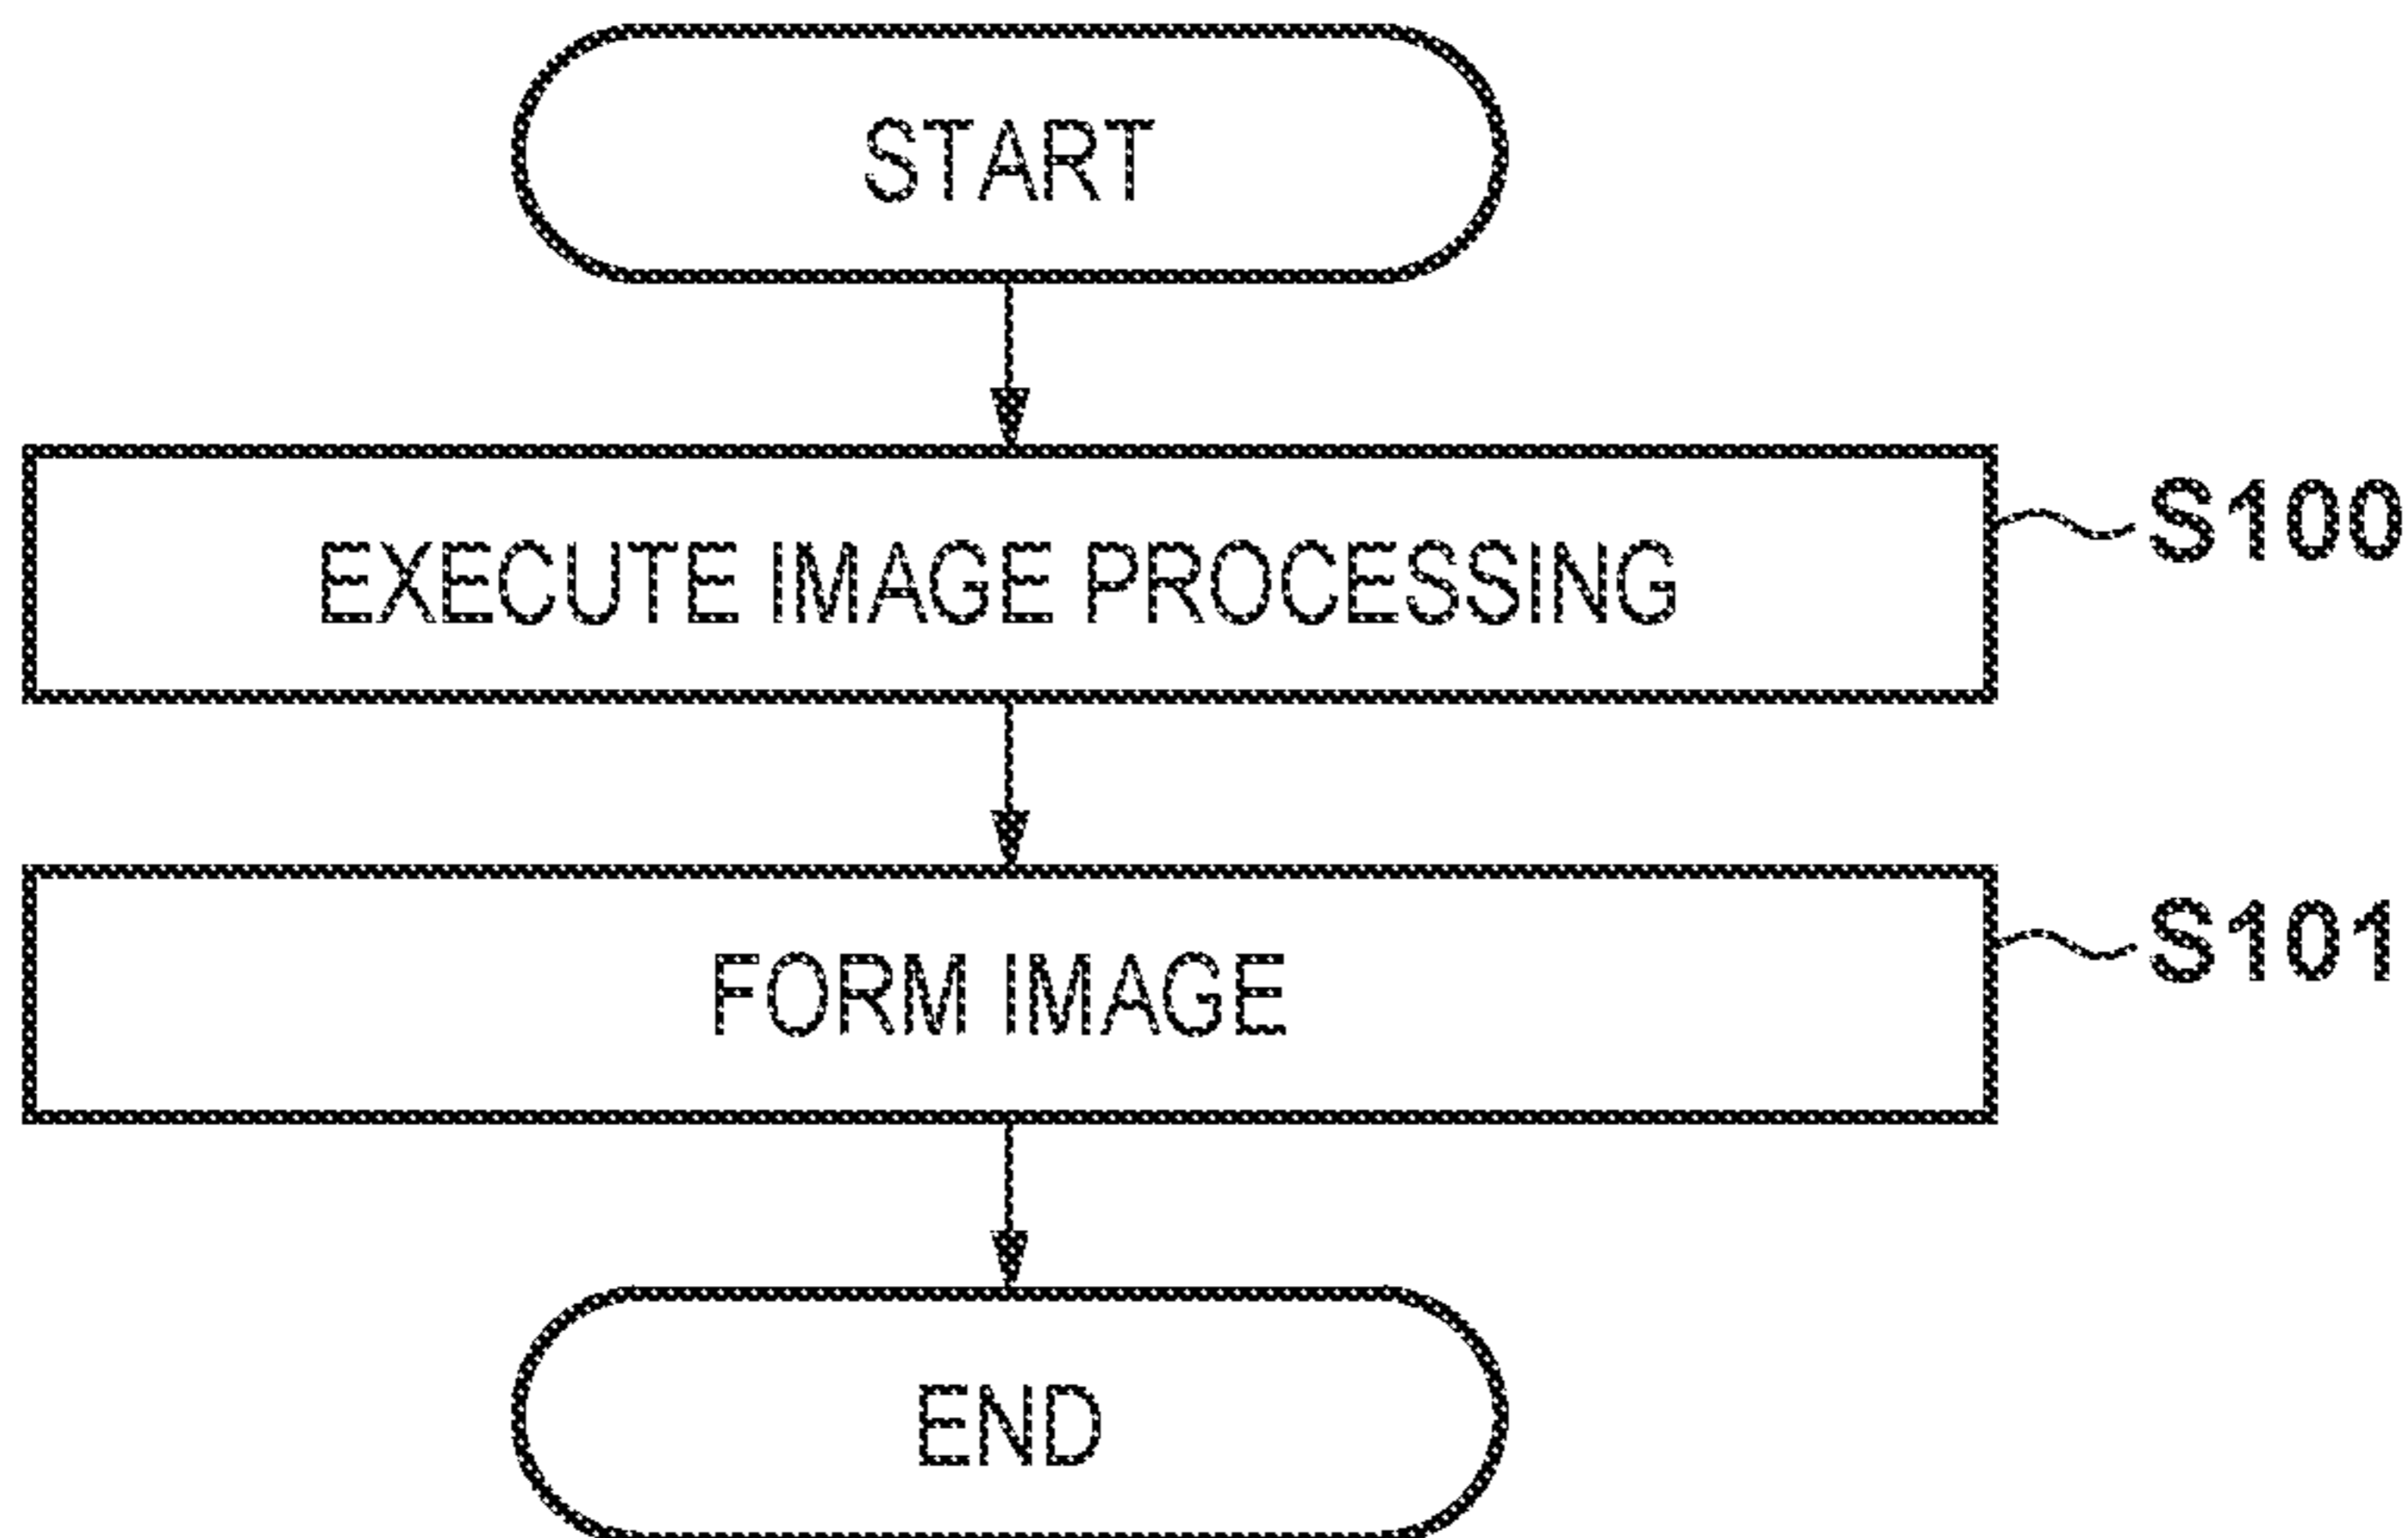 START
S100
EXECUTE IMAGE PROCESSING
S101
FORM IMAGE
END